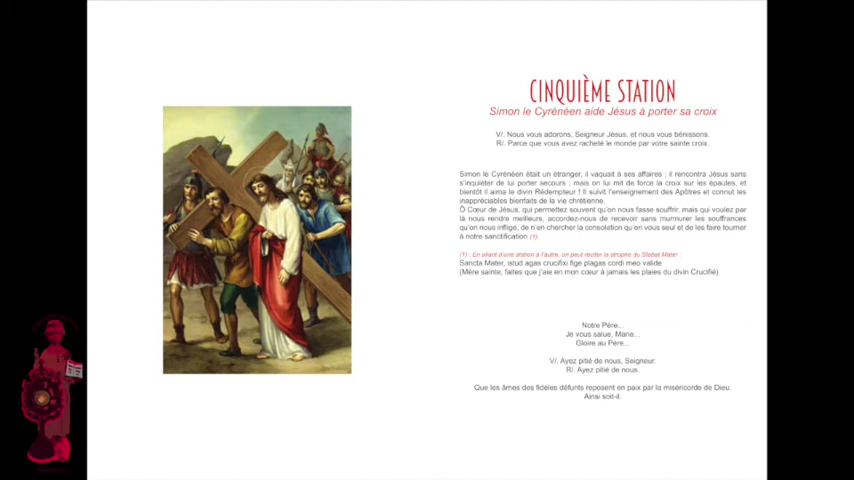 CINQUIÈME STATION
Simon le Cyrénéen aide Jésus à porter sa croix
V/. Nous vous adorons, Seigneur Jésus, et nous vous bénissons.
R/. Parce que vous avez racheté le monde par votre sainte croix.
Simon le Cyrénéen était un étranger, il vaquait à ses affaires ; il rencontra Jésus sans
s'inquiéter de lui porter secours ; mais on lui mit de force la croix sur les épaules, et
bientôt il aima le divin Rédempteur ! Il suivit l'enseignement des Apôtres et connut les
inappréciables bienfaits de la vie chrétienne.
Ô Cœur de Jésus, qui permettez souvent qu'on nous fasse souffrir, mais qui voulez par
là nous rendre meilleurs, accordez-nous de recevoir sans murmurer les souffrances
qu'on nous inflige, de n'en chercher la consolation qu'en vous seul et de les faire tourner
à notre sanctification (1)
(1) : En allant d'une station à l'autre, on peut réciter la strophe du Stabat Mater :
Sancta Mater, istud agas crucifixi fige plagas cordi meo valide
(Mère sainte, faites que j'aie en mon cœur à jamais les plaies du divin Crucifié)
Notre Père...
Je vous salue, Marie...
Gloire au Père...
V/. Ayez pitié de nous, Seigneur.
R/. Ayez pitié de nous.
Que les âmes des fidèles défunts reposent en paix par la miséricorde de Dieu.
Ainsi soit-il.